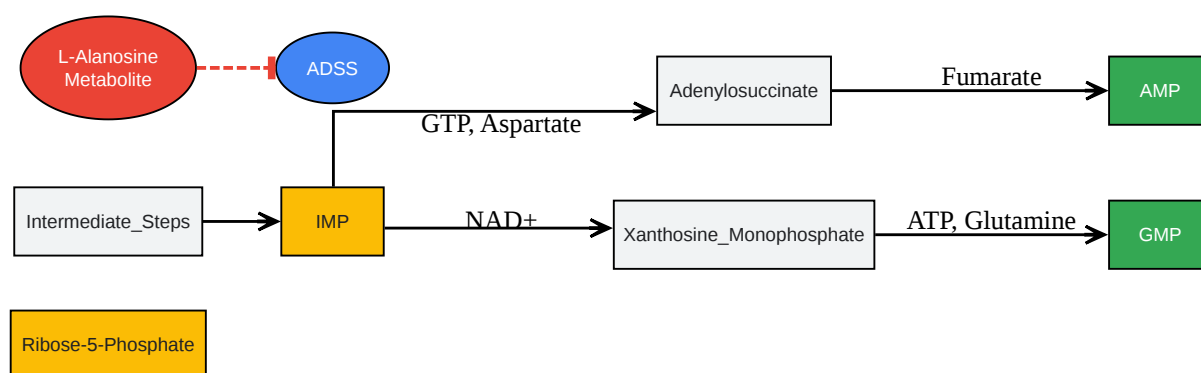 L-Alanosine
Metabolite
ADSS
Adenylosuccinate
Fumarate
AMP
GTP, Aspartate
Intermediate_Steps
IMP
NAD+
Xanthosine_Monophosphate
ATP, Glutamine
GMP
Ribose-5-Phosphate